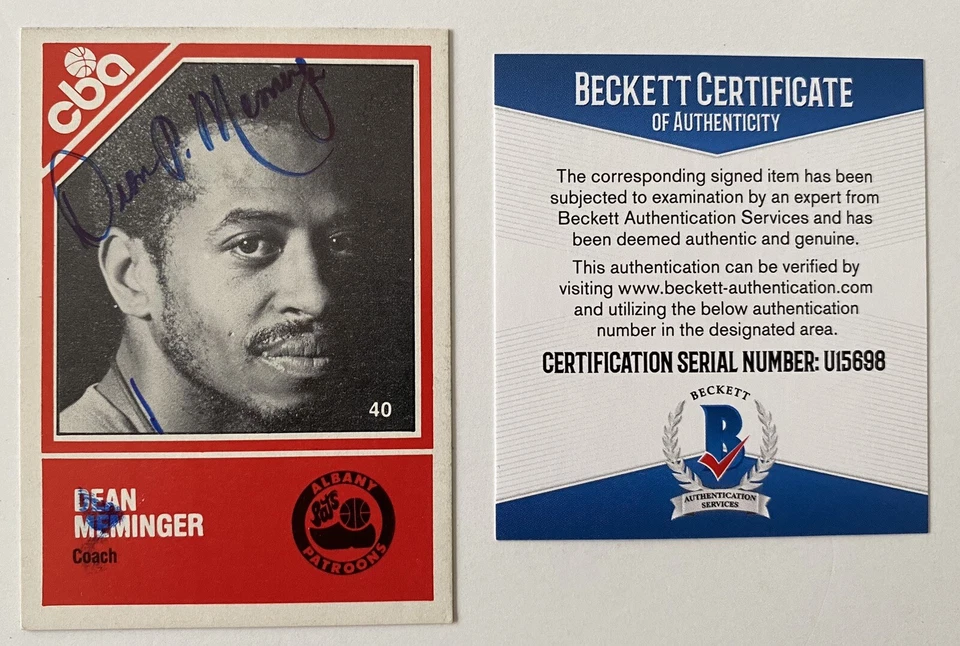 cba
Dean P. Meminger
40
DEAN
MEMINGER
Coach
ALBANY
PATROONS
BECKETT CERTIFICATE
OF AUTHENTICITY
The corresponding signed item has been
subjected to examination by an expert from
Beckett Authentication Services and has
been deemed authentic and genuine.
This authentication can be verified by
visiting www.beckett-authentication.com
and utilizing the below authentication
number in the designated area.
CERTIFICATION SERIAL NUMBER: U15698
BECKETT
B
AUTHENTICATION
SERVICES